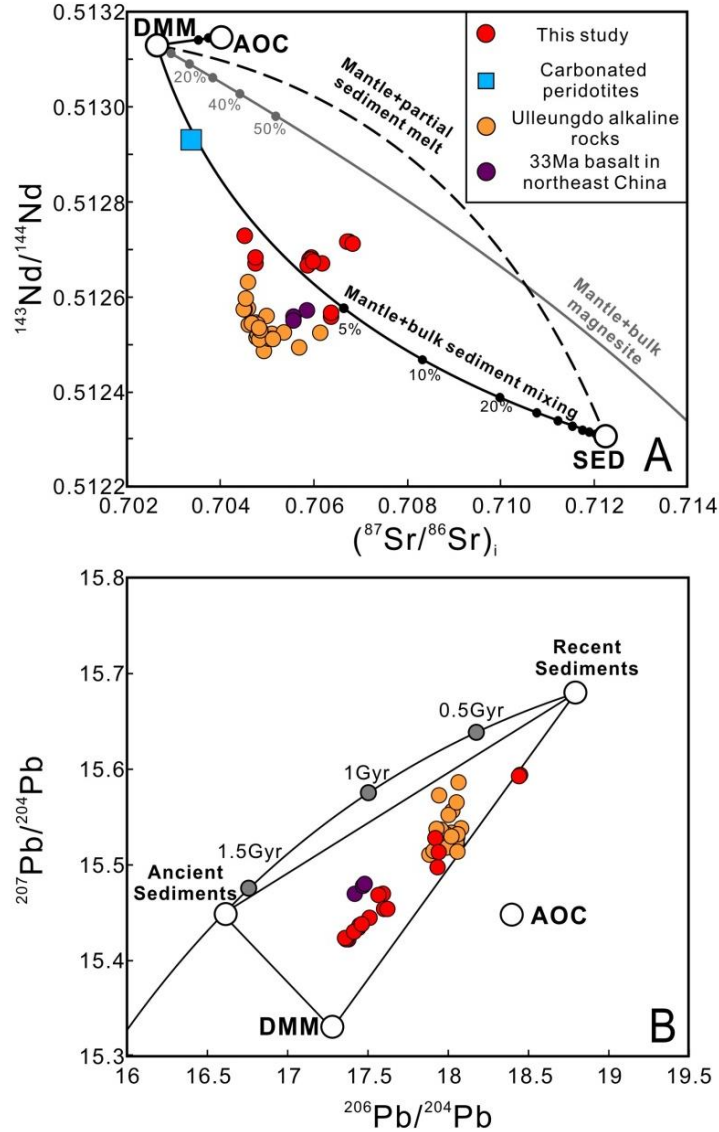 0.5132
DMM
AOC
This study
Carbonated
peridotites
Ulleungdo alkaline
rocks
33Ma basalt in
northeast China
20%
40%
50%
Mantle+partial
sediment melt
0.5130
0.5128
0.5126
0.5124
0.5122
¹⁴³Nd/¹⁴⁴Nd
Mantle+bulk
magnesite
Mantle+bulk sediment mixing
5%
10%
20%
SED
A
0.702
0.704
0.706
0.708
0.710
0.712
0.714
(⁸⁷Sr/⁸⁶Sr)ᵢ
15.8
15.7
15.6
15.5
15.4
15.3
²⁰⁷Pb/²⁰⁴Pb
Recent
Sediments
0.5Gyr
1Gyr
1.5Gyr
Ancient
Sediments
AOC
DMM
B
16
16.5
17
17.5
18
18.5
19
19.5
²⁰⁶Pb/²⁰⁴Pb